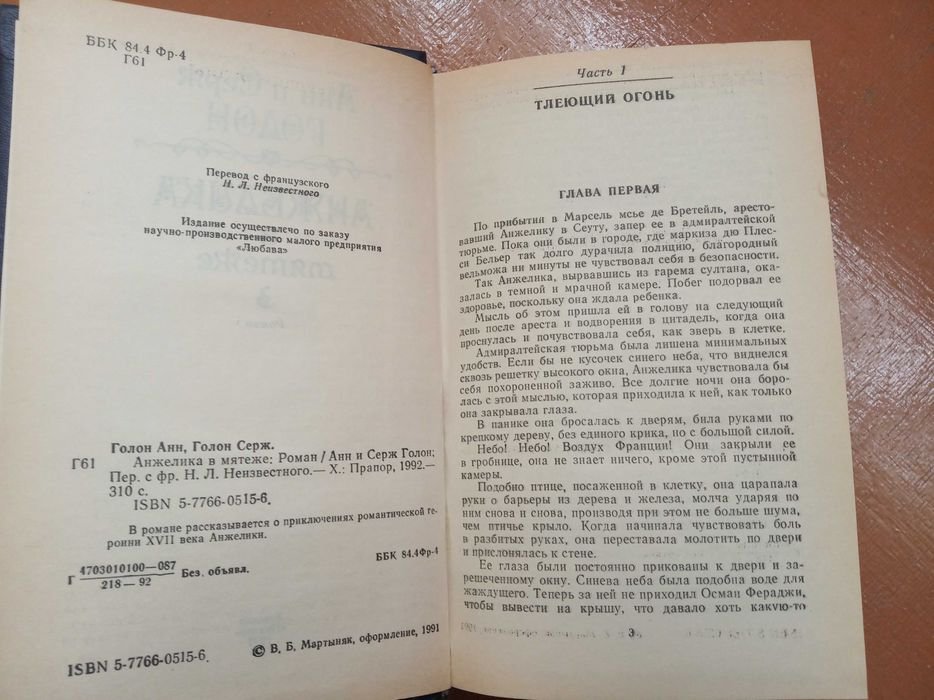 ББК 84.4 Фр-4
Г61
Перевод с французского
Н. Л. Неизвестного
Издание осуществлечо по заказу
научно-производственного малого предприятия
«Любава»
Голон Анн, Голон Серж.
Г61
Анжелика в мятеже: Роман / Анн и Серж Голон;
Пер. с фр. Н. Л. Неизвестного.— Х.: Прапор, 1992.—
310 с.
ISBN 5-7766-0515-6.
В романе рассказывается о приключениях романтической ге-
роини XVII века Анжелики.
Г 4703010100—087
218—92
Без. объявл.
ББК 84.4Фр-4
ISBN 5-7766-0515-6.
© В. Б. Мартыняк, оформление, 1991
Часть 1
ТЛЕЮЩИЙ ОГОНЬ
ГЛАВА ПЕРВАЯ
По прибытии в Марсель мсье де Бретейль, аресто-
вавший Анжелику в Сеуту, запер ее в адмиралтейской
тюрьме. Пока они были в городе, где маркиза дю Плес-
си Бельер так долго дурачила полицию, благородный
вельможа ни минуты не чувствовал себя в безопасности.
Так Анжелика, вырвавшись из гарема султана, ока-
залась в темной и мрачной камере. Побег подорвал ее
здоровье, поскольку она ждала ребенка.
Мысль об этом пришла ей в голову на следующий
день после ареста и водворения в цитадель, когда она
проснулась и почувствовала себя, как зверь в клетке.
Адмиралтейская тюрьма была лишена минимальных
удобств. Если бы не кусочек синего неба, что виднелся
сквозь решетку высокого окна, Анжелика чувствовала бы
себя похороненной заживо. Все долгие ночи она боро-
лась с этой мыслью, которая приходила к ней, как только
она закрывала глаза.
В панике она бросалась к дверям, била руками по
крепкому дереву, без единого крика, но с большой силой.
Небо! Небо! Воздух Франции! Они закрыли ее
в гробнице, она не знает ничего, кроме этой пустынной
камеры.
Подобно птице, посаженной в клетку, она царапала
руки о барьеры из дерева и железа, молча ударяя по
ним снова и снова, производя при этом не больше шума,
чем птичье крыло. Когда начинала чувствовать боль
в разбитых руках, она переставала молотить по двери
и прислонялась к стене.
Ее глаза были постоянно прикованы к двери и за-
решеченному окну. Синева неба была подобна воде для
жаждущего. Теперь за ней не приходил Осман Фераджи,
чтобы вывести на крышу, что давало хоть какую-то
3